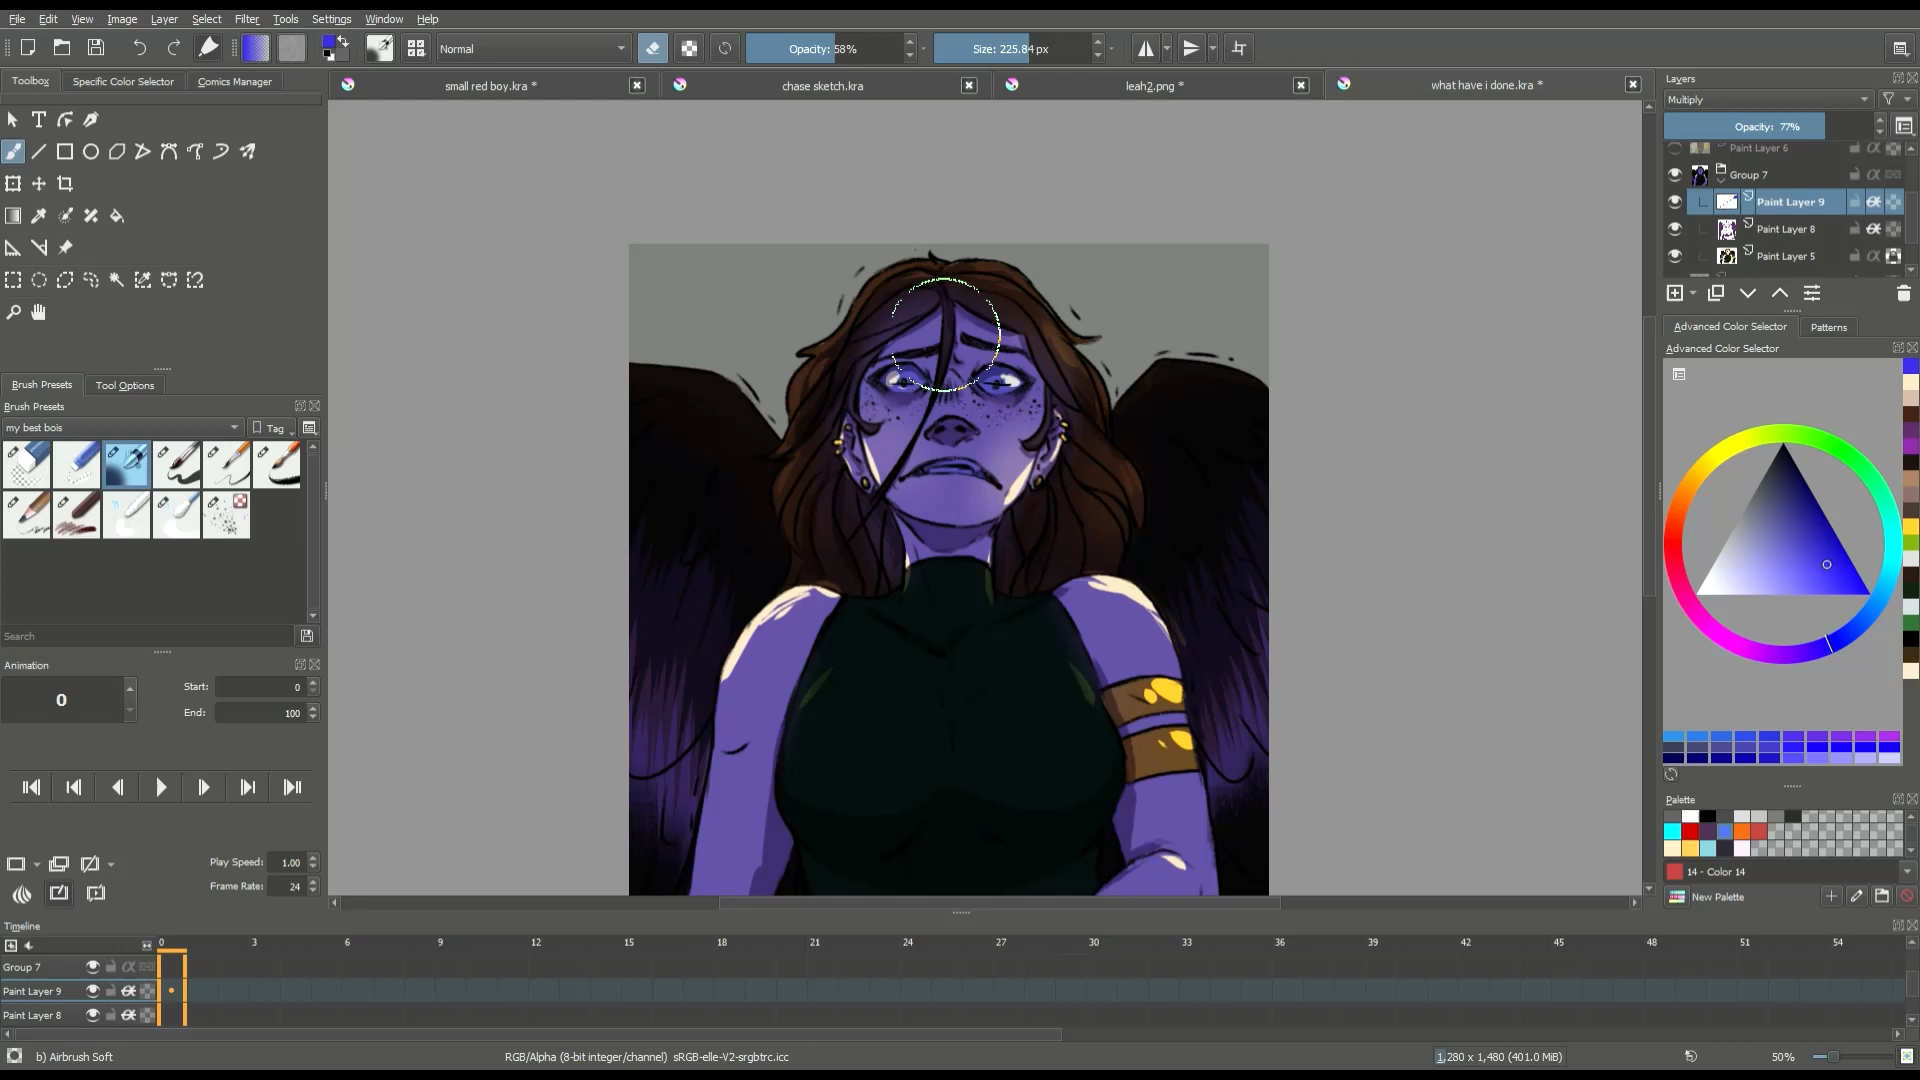 File Edit View Image Layer Select Filter Tools Settings Window Help
Normal
Opacity: 58%
Size: 225.84 px
Toolbox
Specific Color Selector
Comics Manager
small red boy.kra *
chase sketch.kra
leah2.png *
what have i done.kra *
Layers
Multiply
Opacity: 77%
Paint Layer 6
Group 7
Paint Layer 9
Paint Layer 8
Paint Layer 5
Advanced Color Selector
Patterns
Advanced Color Selector
Brush Presets
Tool Options
Brush Presets
my best bois
Tag
Search
Animation
0
Start: 0
End: 100
Play Speed: 1.00
Frame Rate: 24
Palette
14 - Color 14
New Palette
Timeline
0 3 6 9 12 15 18 21 24 27 30 33 36 39 42 45 48 51 54
Group 7
Paint Layer 9
Paint Layer 8
b) Airbrush Soft
RGB/Alpha (8-bit integer/channel) sRGB-elle-V2-srgbtrc.icc
1,280 x 1,480 (401.0 MiB)
50%